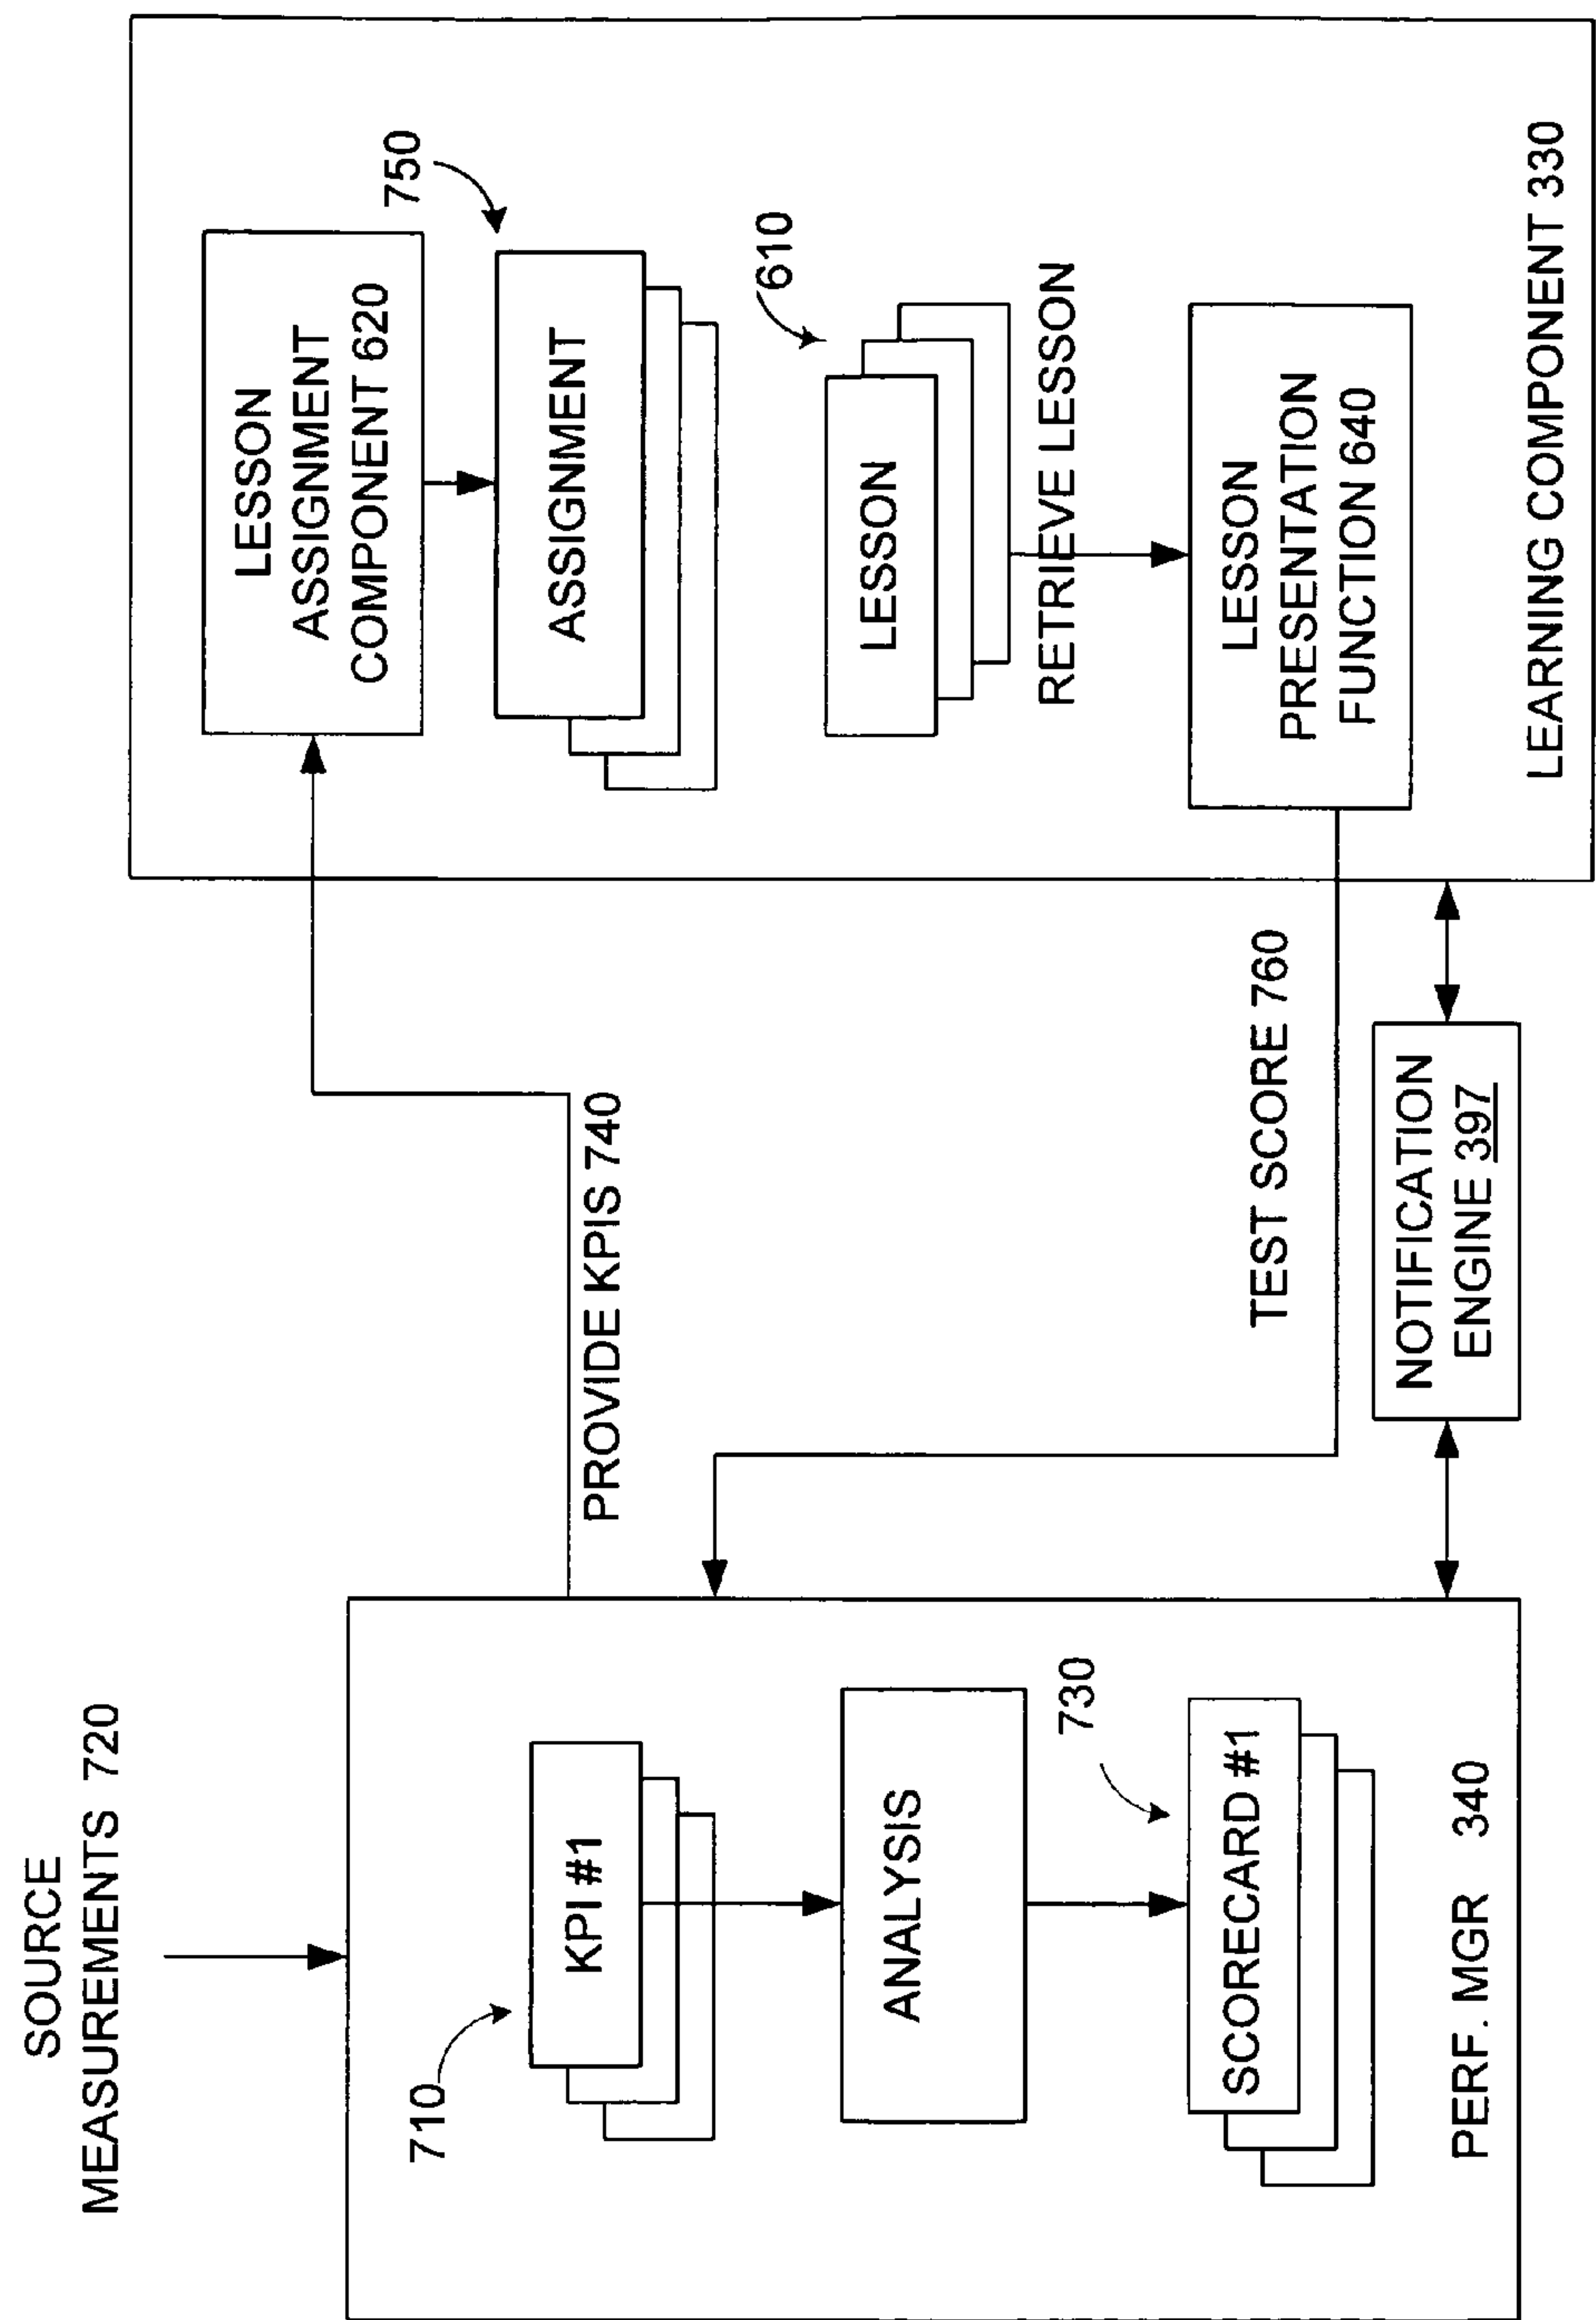 SOURCE
MEASUREMENTS 720
710
KPI #1
ANALYSIS
730
SCORECARD #1
PERF. MGR 340
PROVIDE KPIS 740
TEST SCORE 760
NOTIFICATION
ENGINE 397
LESSON
ASSIGNMENT
COMPONENT 620
750
ASSIGNMENT
610
LESSON
RETRIEVE LESSON
LESSON
PRESENTATION
FUNCTION 640
LEARNING COMPONENT 330